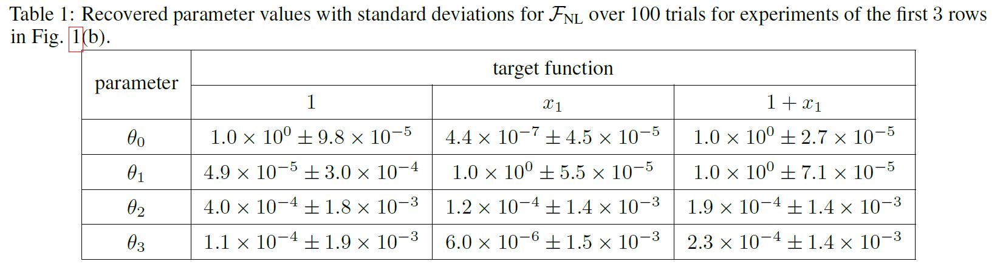 Table 1: Recovered parameter values with standard deviations for $\mathcal{F}_{\mathrm{NL}}$ over 100 trials for experiments of the first 3 rows
in Fig. 1(b).
parameter target function
1 $x_1$ $1 + x_1$
$\theta_0$ $1.0 \times 10^{0} \pm 9.8 \times 10^{-5}$ $4.4 \times 10^{-7} \pm 4.5 \times 10^{-5}$ $1.0 \times 10^{0} \pm 2.7 \times 10^{-5}$
$\theta_1$ $4.9 \times 10^{-5} \pm 3.0 \times 10^{-4}$ $1.0 \times 10^{0} \pm 5.5 \times 10^{-5}$ $1.0 \times 10^{0} \pm 7.1 \times 10^{-5}$
$\theta_2$ $4.0 \times 10^{-4} \pm 1.8 \times 10^{-3}$ $1.2 \times 10^{-4} \pm 1.4 \times 10^{-3}$ $1.9 \times 10^{-4} \pm 1.4 \times 10^{-3}$
$\theta_3$ $1.1 \times 10^{-4} \pm 1.9 \times 10^{-3}$ $6.0 \times 10^{-6} \pm 1.5 \times 10^{-3}$ $2.3 \times 10^{-4} \pm 1.4 \times 10^{-3}$